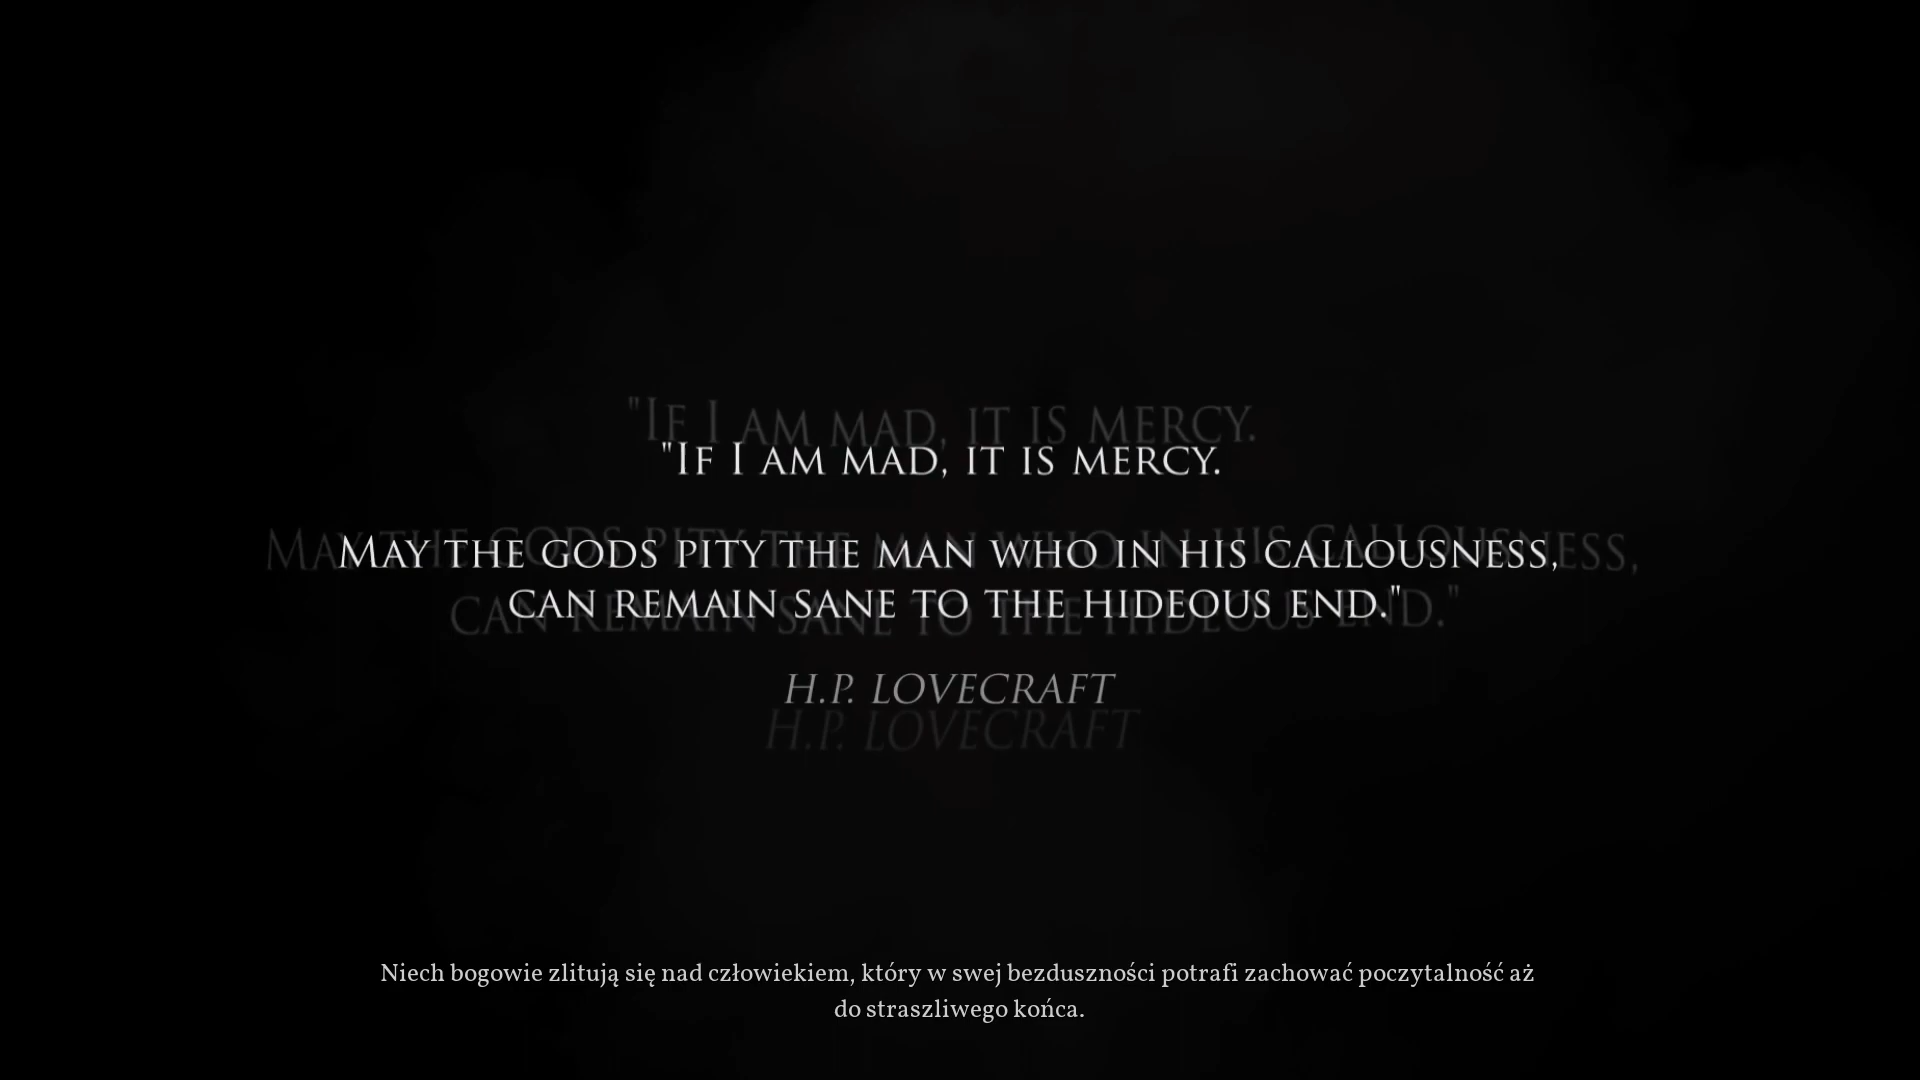 "If I am mad, it is mercy.
May the gods pity the man who in his callousness,
can remain sane to the hideous end."
H.P. Lovecraft
Niech bogowie zlitują się nad człowiekiem, który w swej bezduszności potrafi zachować poczytalność aż
do straszliwego końca.